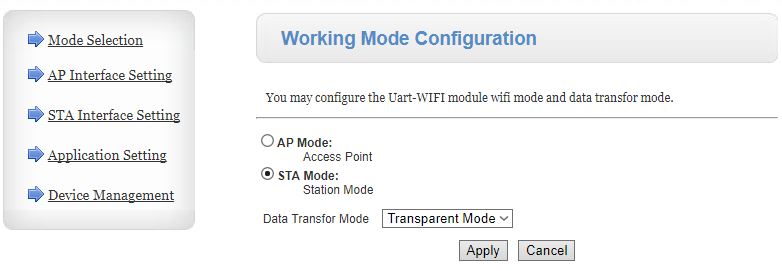 Mode Selection
AP Interface Setting
STA Interface Setting
Application Setting
Device Management
Working Mode Configuration
You may configure the Uart-WIFI module wifi mode and data transfor mode.
AP Mode:
Access Point
STA Mode:
Station Mode
Data Transfor Mode Transparent Mode
Apply Cancel